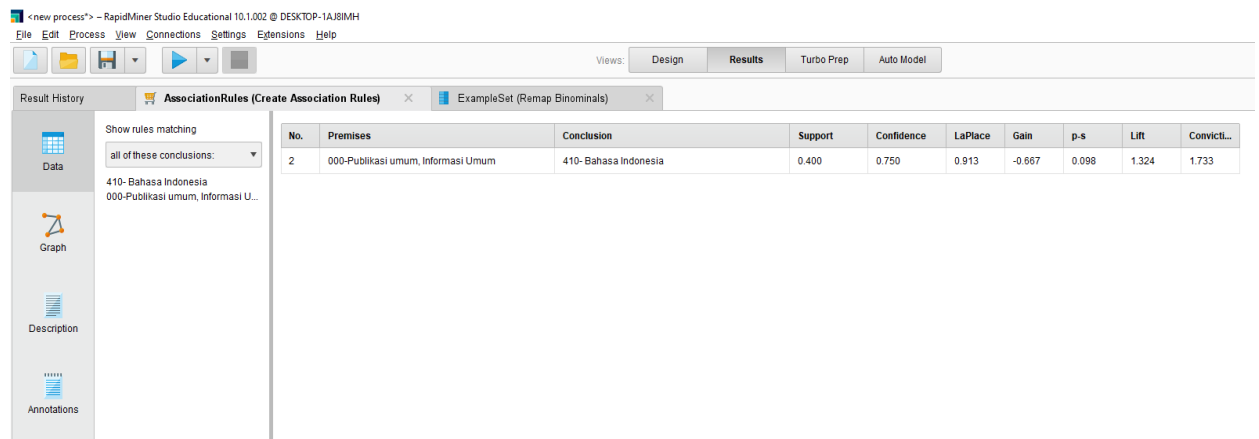 <new process*> – RapidMiner Studio Educational 10.1.002 @ DESKTOP-1AJ8IMH
File Edit Process View Connections Settings Extensions Help
Views: Design Results Turbo Prep Auto Model
Result History AssociationRules (Create Association Rules) ExampleSet (Remap Binominals)
Data
Graph
Description
Annotations
Show rules matching
all of these conclusions:
410- Bahasa Indonesia
000-Publikasi umum, Informasi U...
No. Premises Conclusion Support Confidence LaPlace Gain p-s Lift Convicti...
2 000-Publikasi umum, Informasi Umum 410- Bahasa Indonesia 0.400 0.750 0.913 -0.667 0.098 1.324 1.733